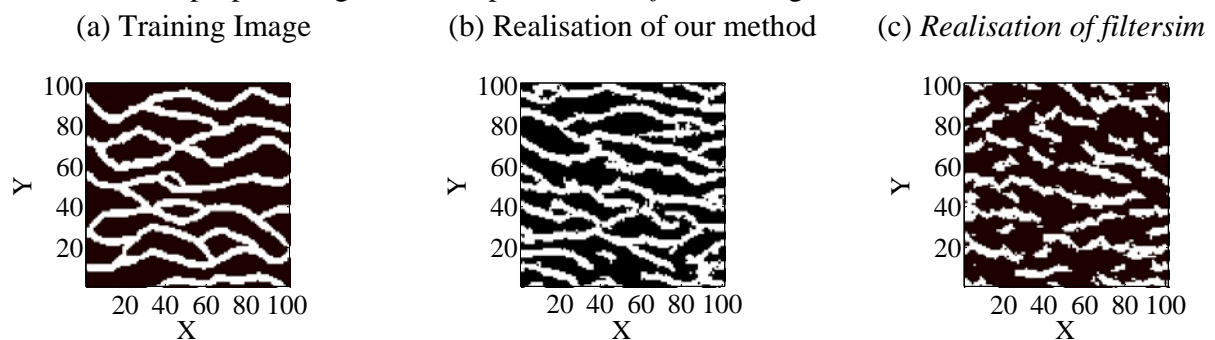 (a) Training Image (b) Realisation of our method (c) Realisation of filtersim
100 100 100
80 80 80
60 60 60
Y Y Y
40 40 40
20 20 20
20 40 60 80 100 20 40 60 80 100 20 40 60 80 100
X X X